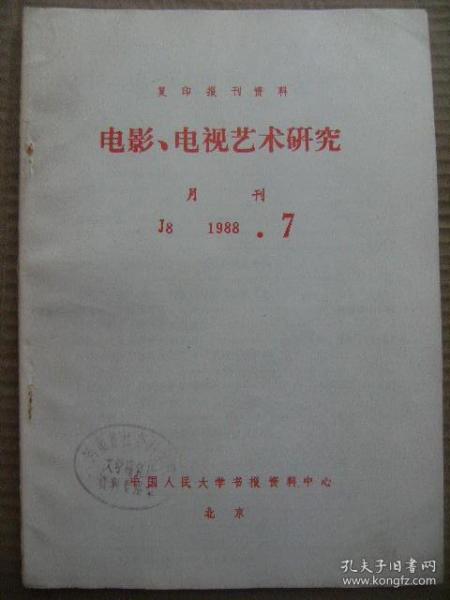 复印报刊资料
电影、电视艺术研究
月 刊
J8 1988 . 7
中国人民大学书报资料中心
北 京
孔夫子旧书网
www.kongfz.com